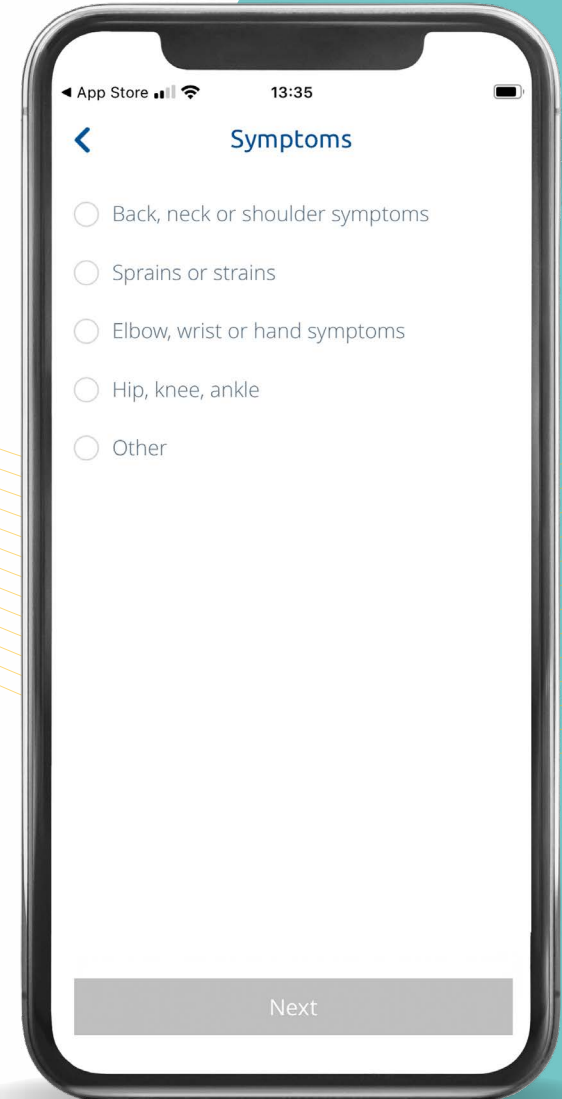 App Store
13:35
Symptoms
Back, neck or shoulder symptoms
Sprains or strains
Elbow, wrist or hand symptoms
Hip, knee, ankle
Other
Next